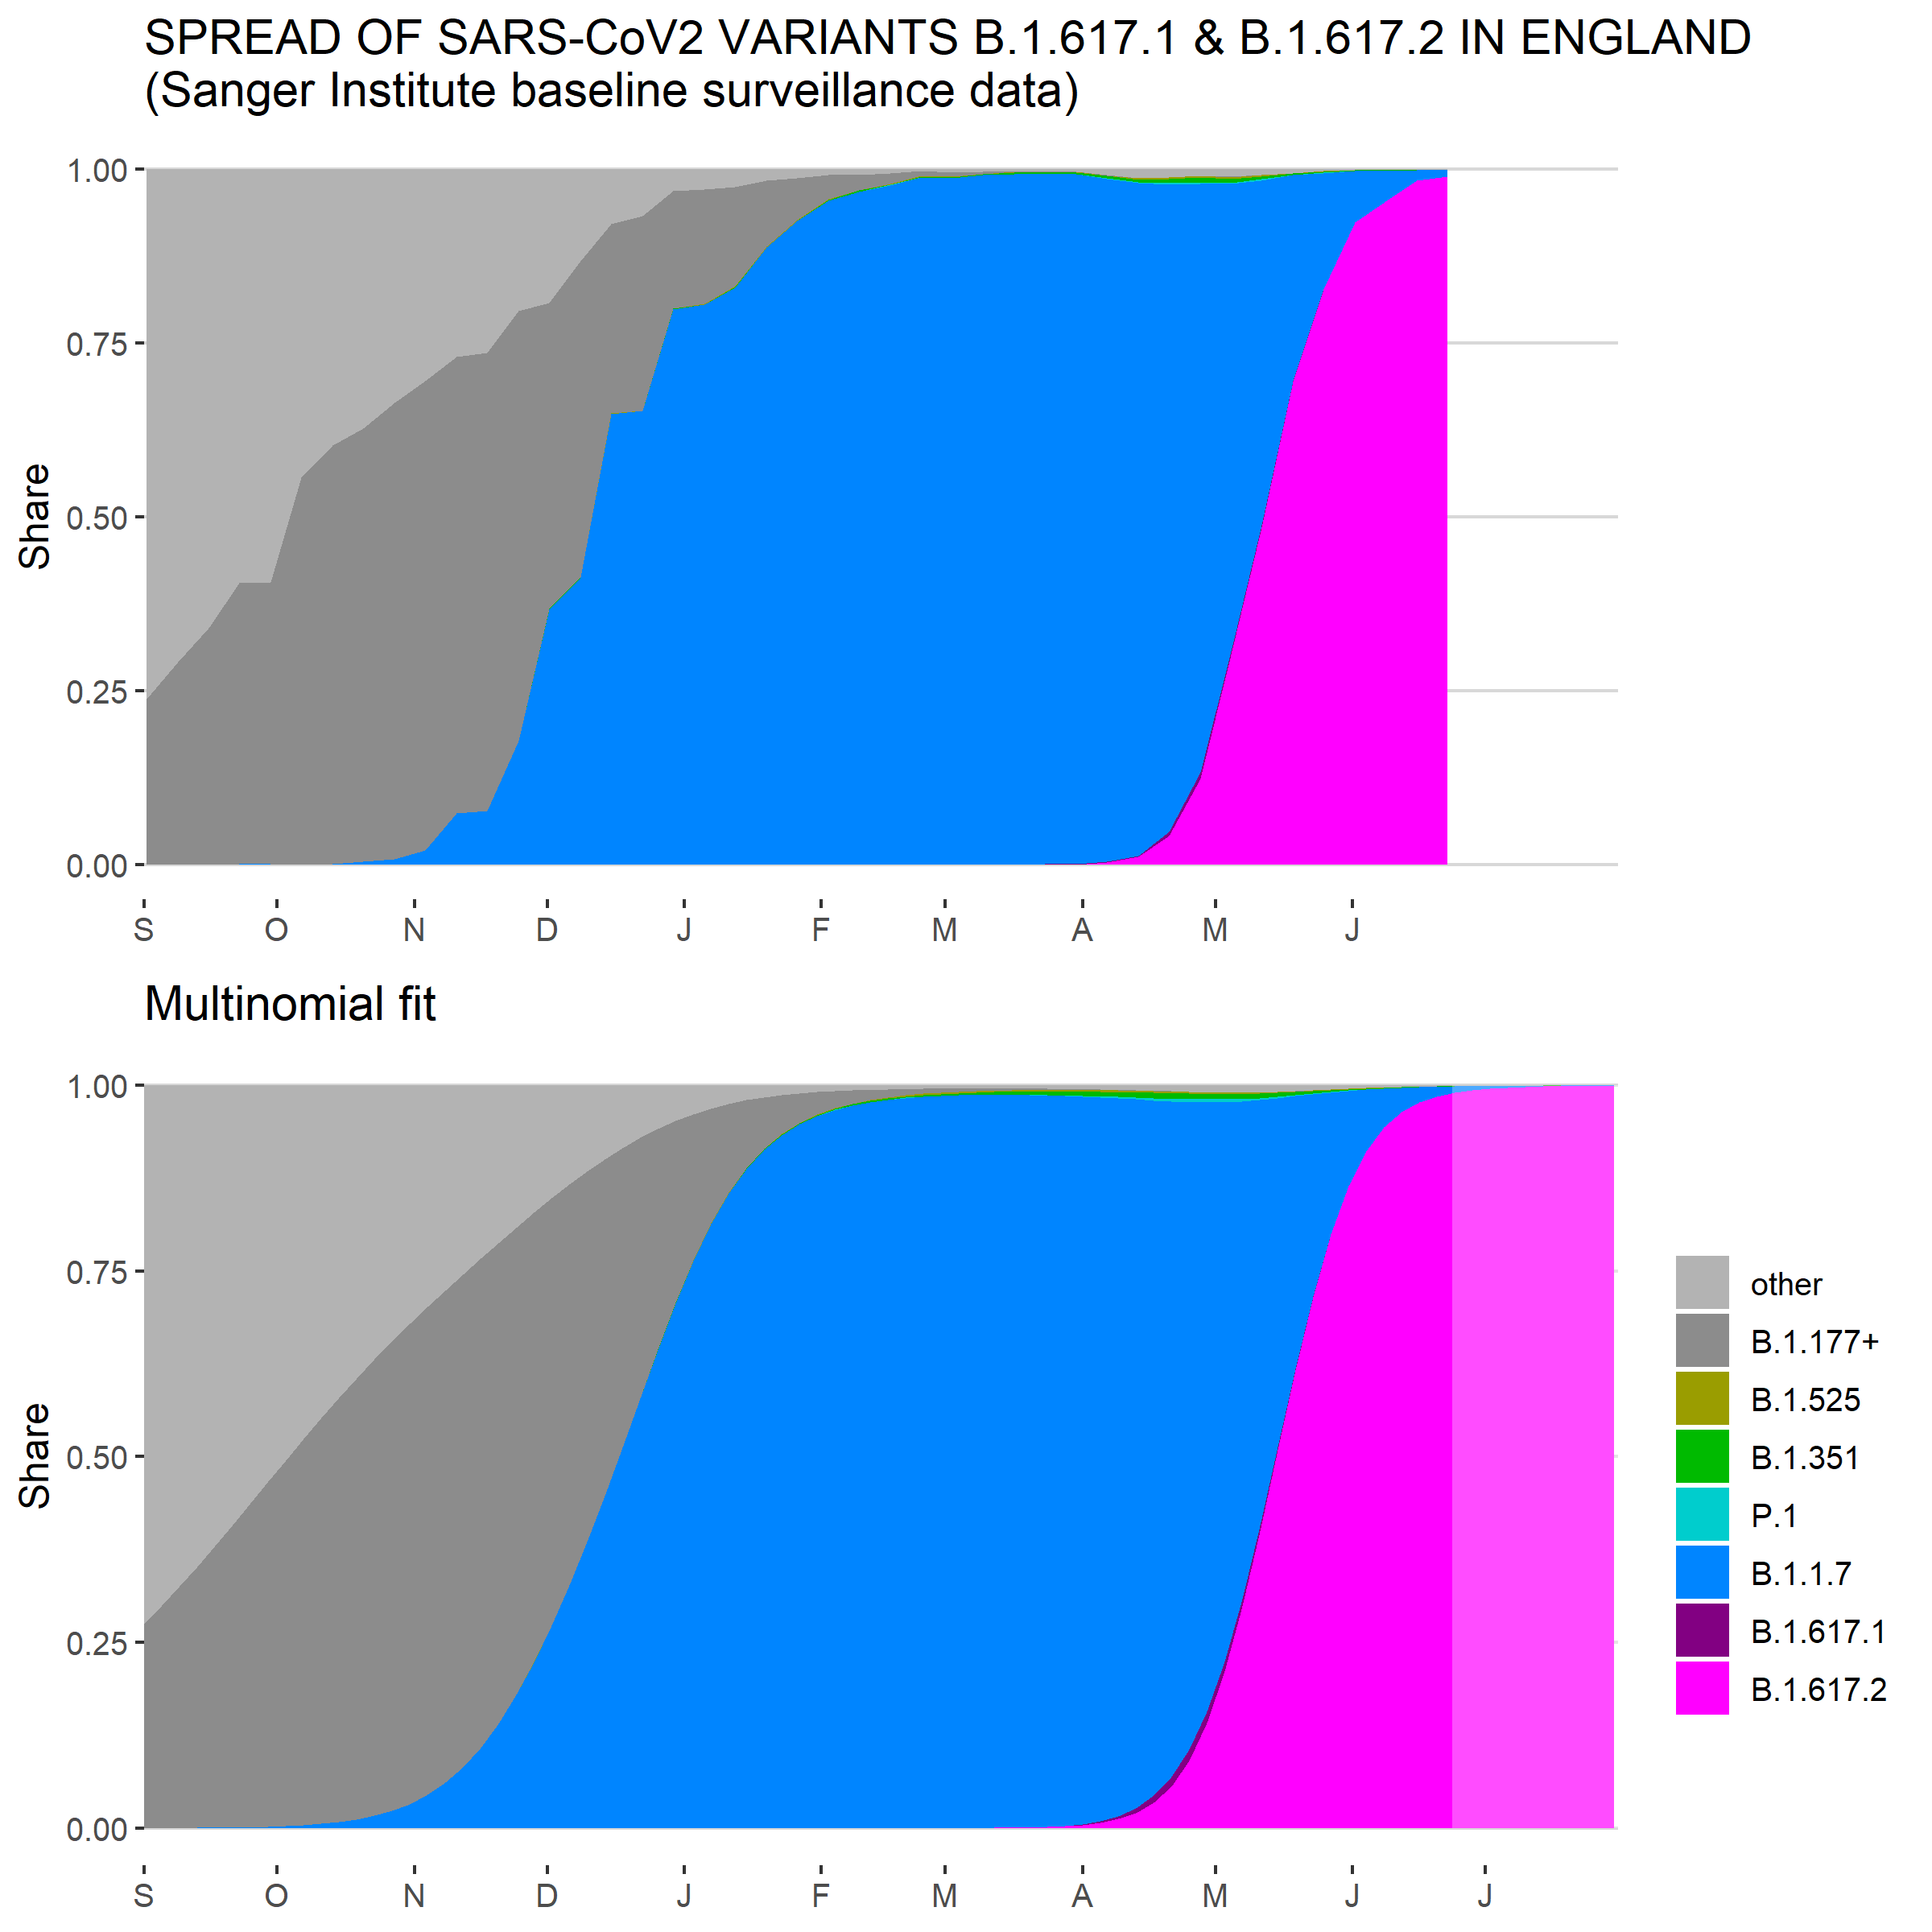 SPREAD OF SARS-CoV2 VARIANTS B.1.617.1 & B.1.617.2 IN ENGLAND
(Sanger Institute baseline surveillance data)
1.00
0.75
0.50
0.25
0.00
Share
S O N D J F M A M J
Multinomial fit
1.00
0.75
0.50
0.25
0.00
Share
S O N D J F M A M J J
other
B.1.177+
B.1.525
B.1.351
P.1
B.1.1.7
B.1.617.1
B.1.617.2